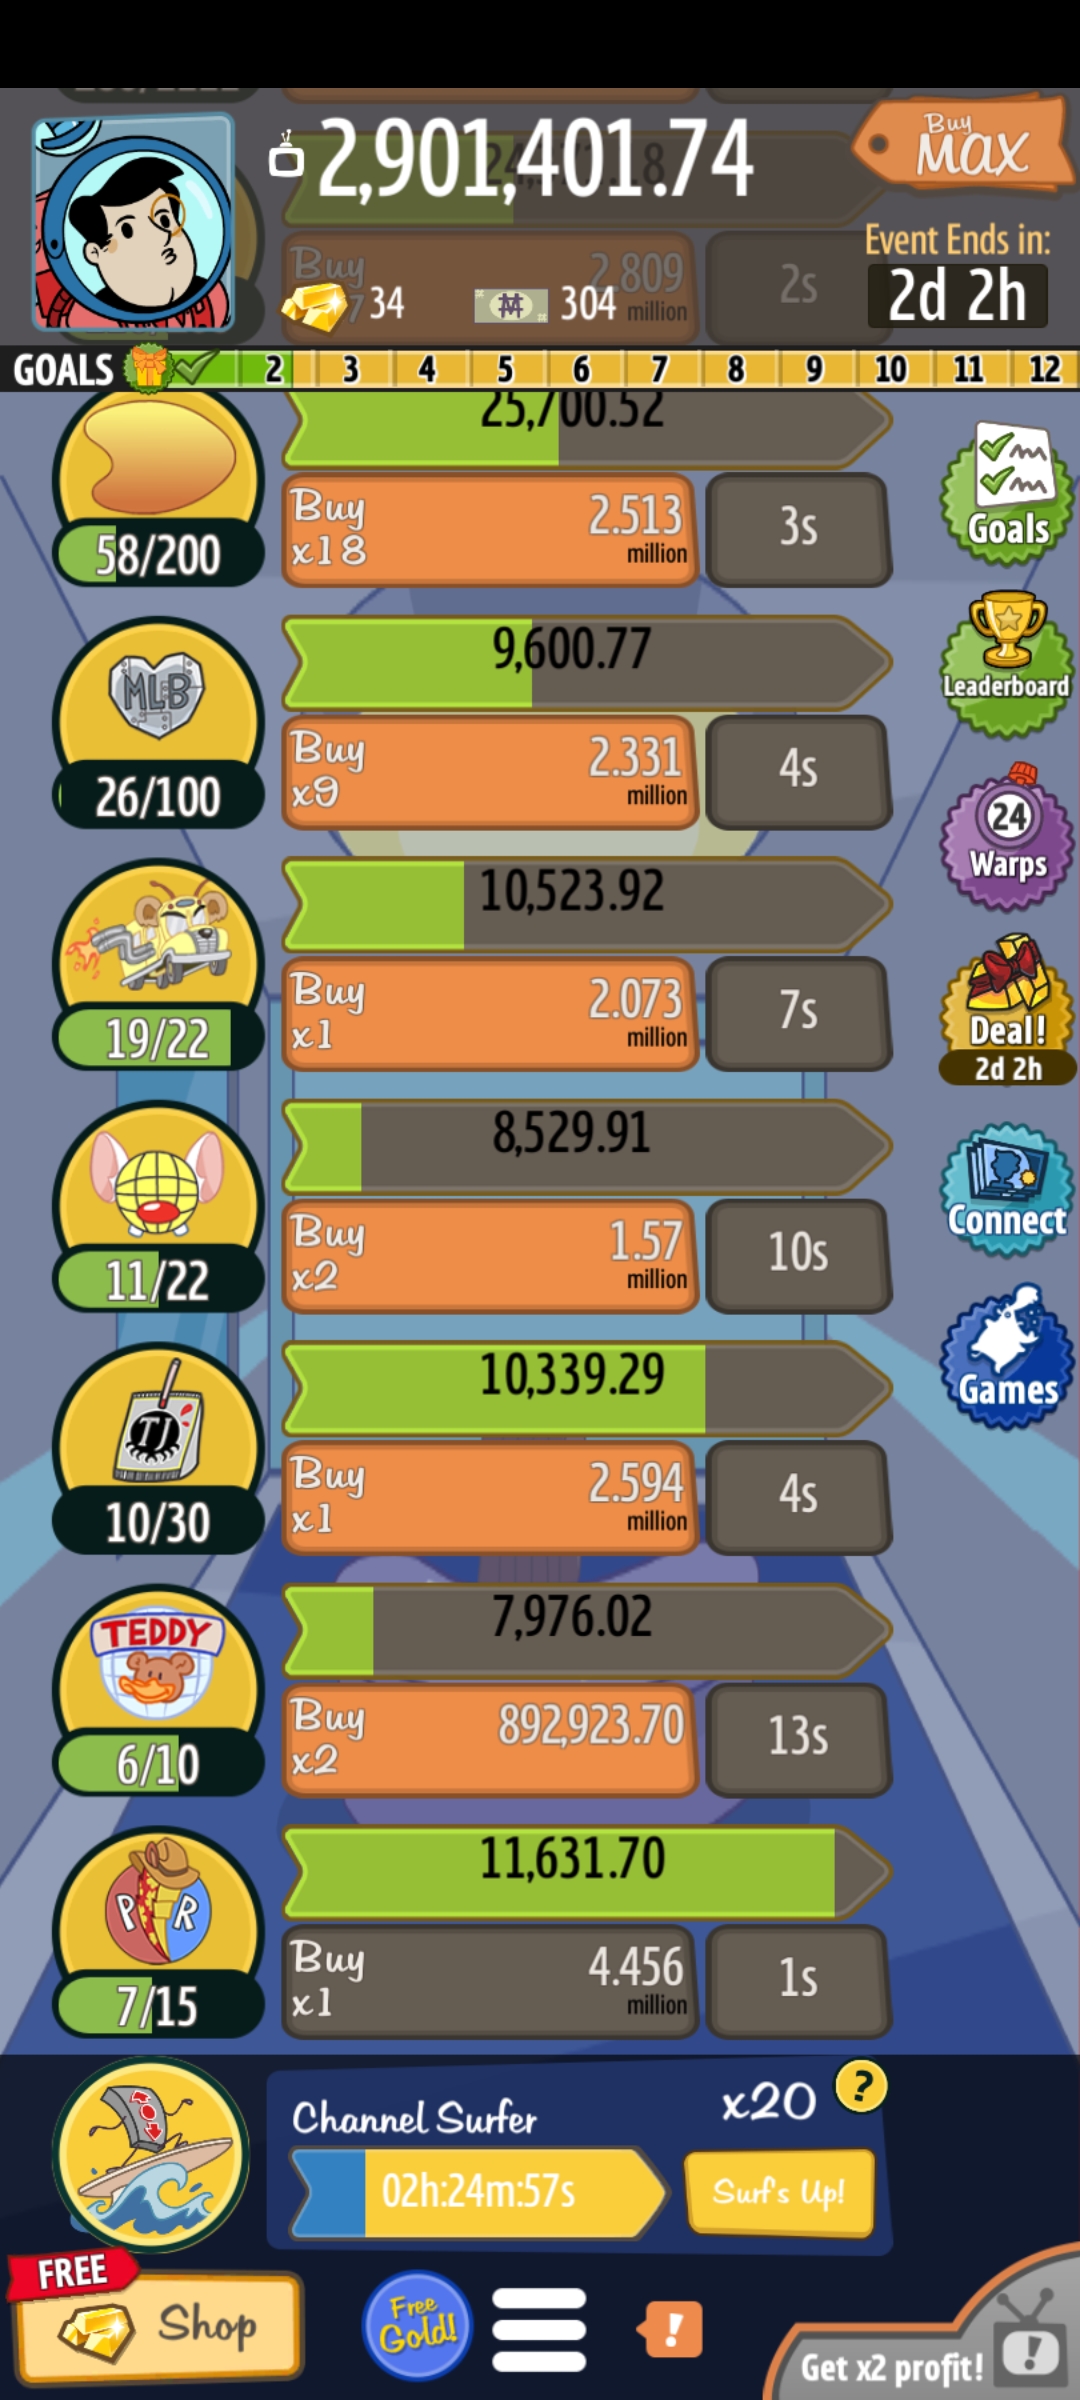 2,901,401.74
Buy
MAX
Event Ends in:
2d 2h
Buy
2.809
million
2s
34
304
GOALS 2 3 4 5 6 7 8 9 10 11 12
25,700.52
58/200
Buy
x18
2.513
million
3s
Goals
9,600.77
MLB
26/100
Buy
x9
2.331
million
4s
Leaderboard
10,523.92
19/22
Buy
x1
2.073
million
7s
24
Warps
Deal!
2d 2h
8,529.91
11/22
Buy
x2
1.57
million
10s
Connect
10,339.29
TJ
10/30
Buy
x1
2.594
million
4s
Games
7,976.02
TEDDY
6/10
Buy
x2
892,923.70
13s
11,631.70
P R
7/15
Buy
x1
4.456
million
1s
Channel Surfer
x20
?
02h:24m:57s
Surf's Up!
FREE
Shop
Free
Gold!
!
Get x2 profit!
!